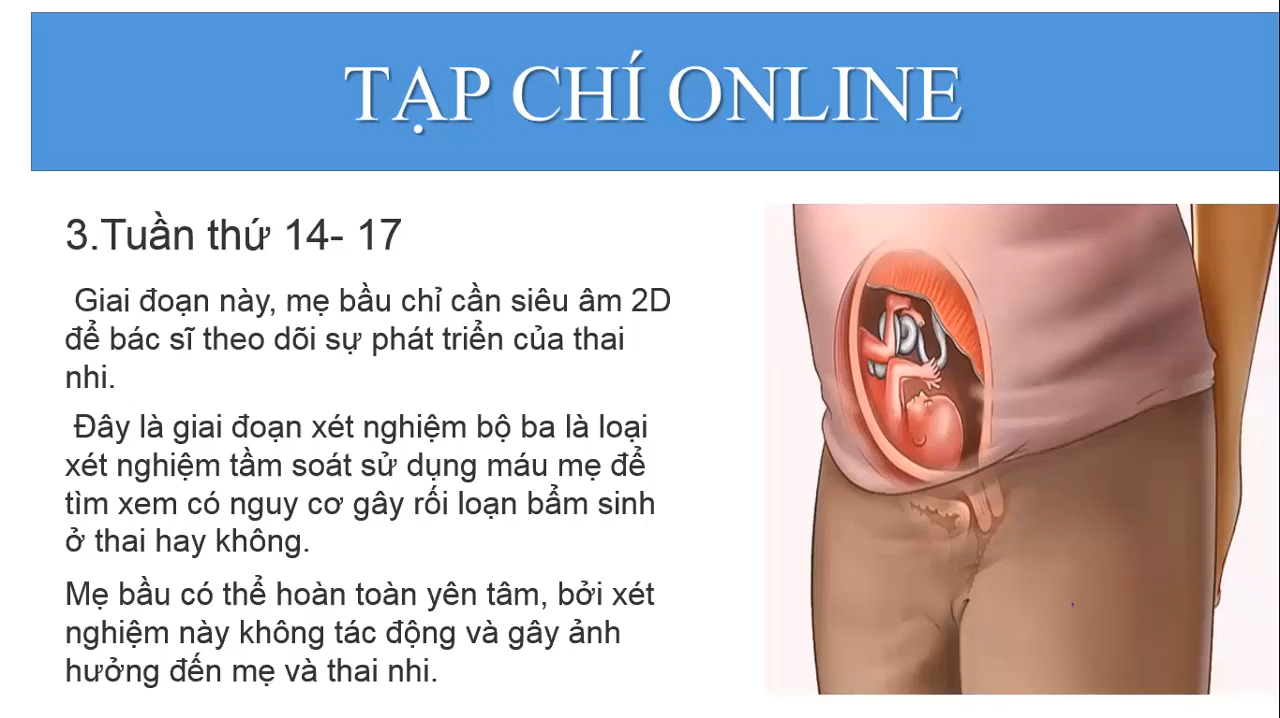 TẠP CHÍ ONLINE
3.Tuần thứ 14- 17
Giai đoạn này, mẹ bầu chỉ cần siêu âm 2D
để bác sĩ theo dõi sự phát triển của thai
nhi.
Đây là giai đoạn xét nghiệm bộ ba là loại
xét nghiệm tầm soát sử dụng máu mẹ để
tìm xem có nguy cơ gây rối loạn bẩm sinh
ở thai hay không.
Mẹ bầu có thể hoàn toàn yên tâm, bởi xét
nghiệm này không tác động và gây ảnh
hưởng đến mẹ và thai nhi.